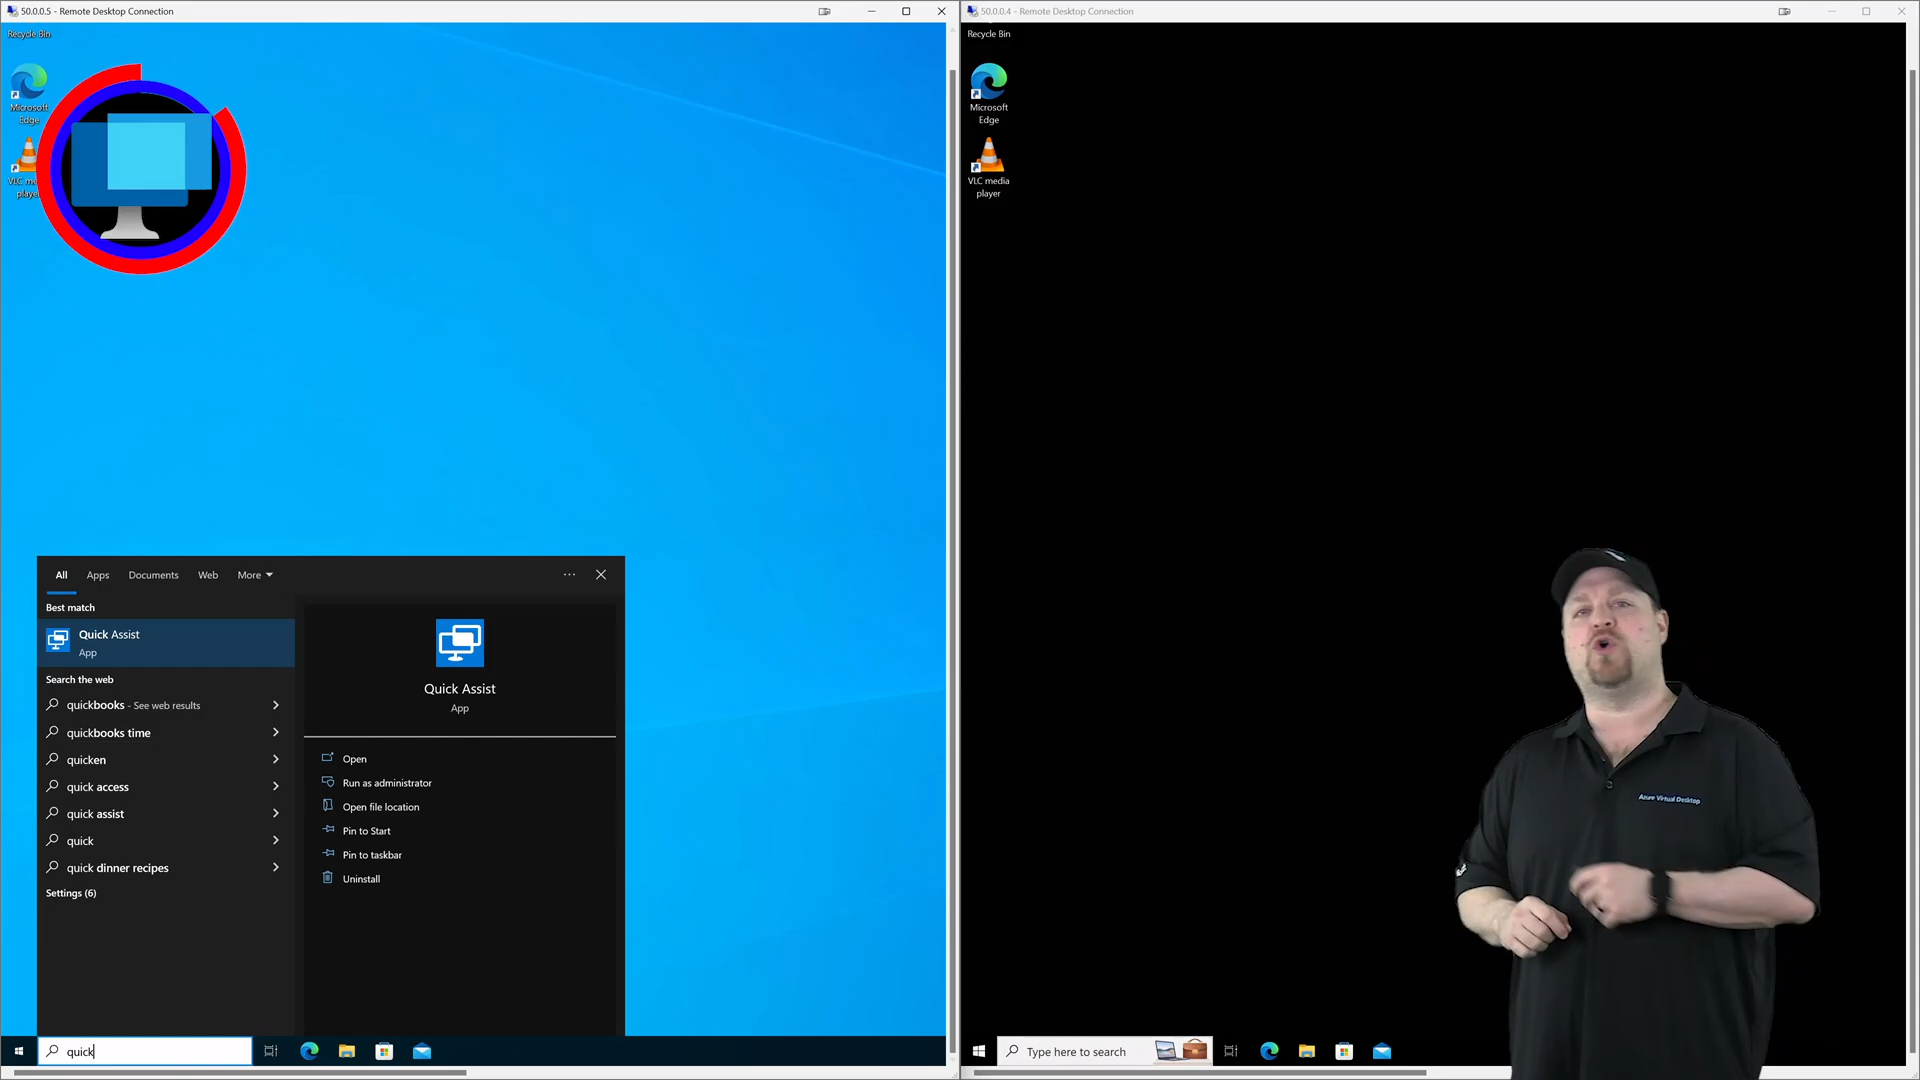 50.0.0.5 - Remote Desktop Connection
Recycle Bin
Microsoft
Edge
VLC me
player
All
Apps
Documents
Web
More
Best match
Quick Assist
App
Search the web
quickbooks - See web results
quickbooks time
quicken
quick access
quick assist
quick
quick dinner recipes
Settings (6)
Quick Assist
App
Open
Run as administrator
Open file location
Pin to Start
Pin to taskbar
Uninstall
quick
50.0.0.4 - Remote Desktop Connection
Recycle Bin
Microsoft
Edge
VLC media
player
Azure Virtual Desktop
Type here to search